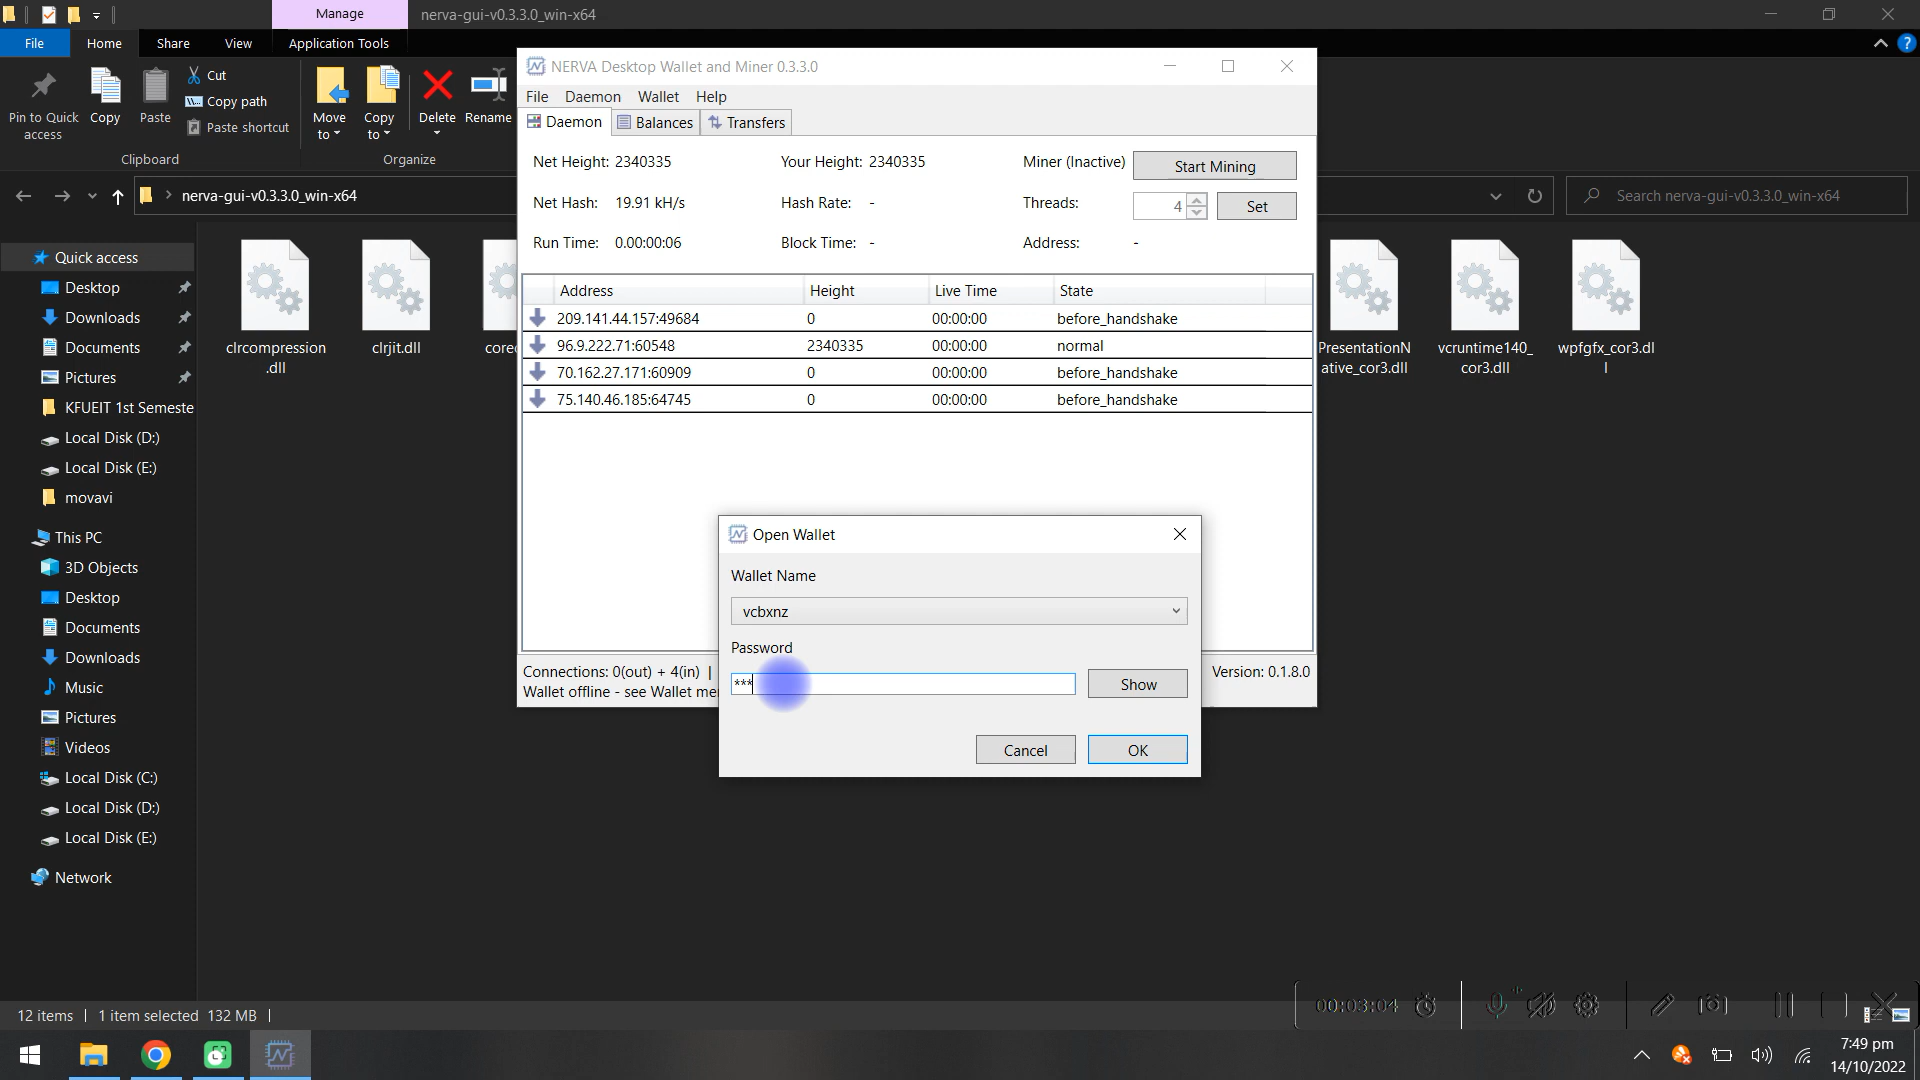 Manage
nerva-gui-v0.3.3.0_win-x64
File
Home
Share
View
Application Tools
Pin to Quick access
Copy
Paste
Cut
Copy path
Paste shortcut
Move to
Copy to
Delete
Rename
Clipboard
Organize
nerva-gui-v0.3.3.0_win-x64
Search nerva-gui-v0.3.3.0_win-x64
Quick access
Desktop
Downloads
Documents
Pictures
KFUEIT 1st Semeste
Local Disk (D:)
Local Disk (E:)
movavi
This PC
3D Objects
Desktop
Documents
Downloads
Music
Pictures
Videos
Local Disk (C:)
Local Disk (D:)
Local Disk (E:)
Network
clrcompression
.dll
clrjit.dll
corec
PresentationN
ative_cor3.dll
vcruntime140_
cor3.dll
wpfgfx_cor3.dl
l
NERVA Desktop Wallet and Miner 0.3.3.0
File Daemon Wallet Help
Daemon Balances Transfers
Net Height: 2340335 Your Height: 2340335 Miner (Inactive) Start Mining
Net Hash: 19.91 kH/s Hash Rate: - Threads: 4 Set
Run Time: 0.00:00:06 Block Time: - Address: -
Address Height Live Time State
209.141.44.157:49684 0 00:00:00 before_handshake
96.9.222.71:60548 2340335 00:00:00 normal
70.162.27.171:60909 0 00:00:00 before_handshake
75.140.46.185:64745 0 00:00:00 before_handshake
Connections: 0(out) + 4(in) | Version: 0.1.8.0
Wallet offline - see Wallet me
Open Wallet
Wallet Name
vcbxnz
Password
***
Show
Cancel
OK
12 items
1 item selected 132 MB
00:03:04
7:49 pm
14/10/2022